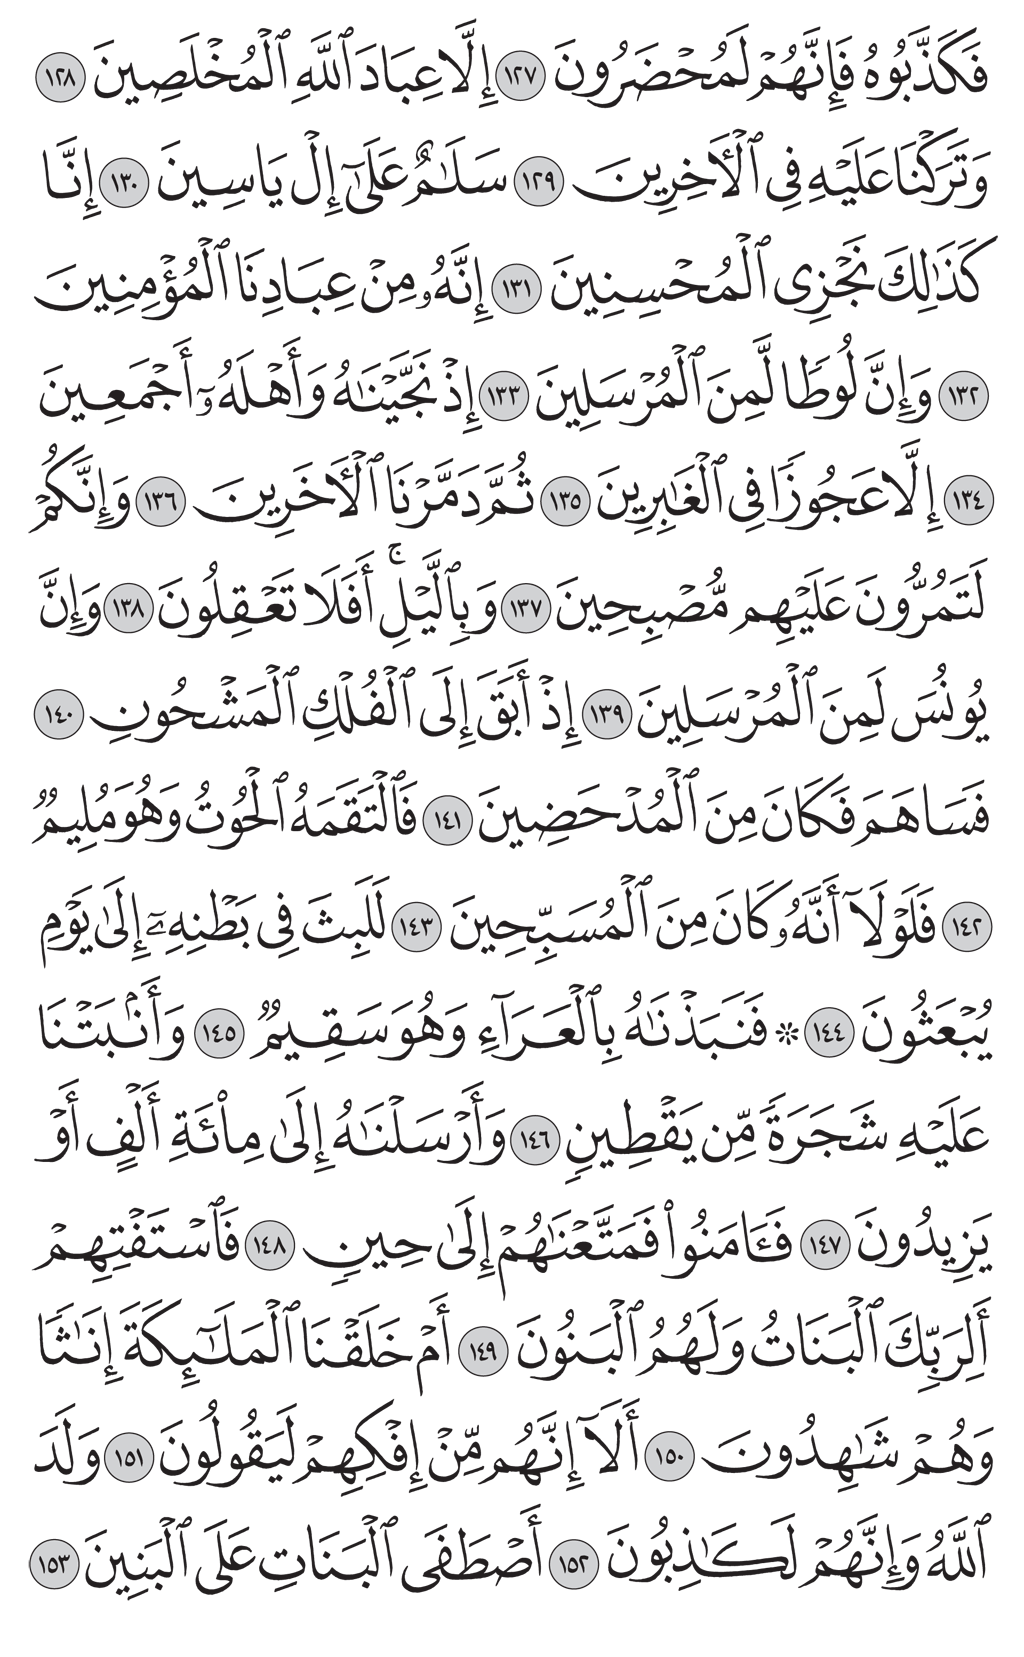 فَكَذَّبُوهُ فَإِنَّهُمْ لَمُحْضَرُونَ ١٢٧ إِلَّا عِبَادَ ٱللَّهِ ٱلْمُخْلَصِينَ ١٢٨
وَتَرَكْنَا عَلَيْهِ فِى ٱلْأَخِرِينَ ١٢٩ سَلَـٰمٌ عَلَىٰٓ إِلْ يَاسِينَ ١٣٠ إِنَّا
كَذَٰلِكَ نَجْزِى ٱلْمُحْسِنِينَ ١٣١ إِنَّهُۥ مِنْ عِبَادِنَا ٱلْمُؤْمِنِينَ
١٣٢ وَإِنَّ لُوطًا لَّمِنَ ٱلْمُرْسَلِينَ ١٣٣ إِذْ نَجَّيْنَـٰهُ وَأَهْلَهُۥٓ أَجْمَعِينَ
١٣٤ إِلَّا عَجُوزًا فِى ٱلْغَـٰبِرِينَ ١٣٥ ثُمَّ دَمَّرْنَا ٱلْأَخَرِينَ ١٣٦ وَإِنَّكُمْ
لَتَمُرُّونَ عَلَيْهِم مُّصْبِحِينَ ١٣٧ وَبِٱلَّيْلِ ۚ أَفَلَا تَعْقِلُونَ ١٣٨ وَإِنَّ
يُونُسَ لَمِنَ ٱلْمُرْسَلِينَ ١٣٩ إِذْ أَبَقَ إِلَى ٱلْفُلْكِ ٱلْمَشْحُونِ ١٤٠
فَسَاهَمَ فَكَانَ مِنَ ٱلْمُدْحَضِينَ ١٤١ فَٱلْتَقَمَهُ ٱلْحُوتُ وَهُوَ مُلِيمٌ
١٤٢ فَلَوْلَآ أَنَّهُۥ كَانَ مِنَ ٱلْمُسَبِّحِينَ ١٤٣ لَلَبِثَ فِى بَطْنِهِۦٓ إِلَىٰ يَوْمِ
يُبْعَثُونَ ١٤٤ ۞ فَنَبَذْنَـٰهُ بِٱلْعَرَآءِ وَهُوَ سَقِيمٌ ١٤٥ وَأَنۢبَتْنَا
عَلَيْهِ شَجَرَةً مِّن يَقْطِينٍ ١٤٦ وَأَرْسَلْنَـٰهُ إِلَىٰ مِا۟ئَةِ أَلْفٍ أَوْ
يَزِيدُونَ ١٤٧ فَـَٔامَنُوا۟ فَمَتَّعْنَـٰهُمْ إِلَىٰ حِينٍ ١٤٨ فَٱسْتَفْتِهِمْ
أَلِرَبِّكَ ٱلْبَنَاتُ وَلَهُمُ ٱلْبَنُونَ ١٤٩ أَمْ خَلَقْنَا ٱلْمَلَـٰٓئِكَةَ إِنَـٰثًا
وَهُمْ شَـٰهِدُونَ ١٥٠ أَلَآ إِنَّهُم مِّنْ إِفْكِهِمْ لَيَقُولُونَ ١٥١ وَلَدَ
ٱللَّهُ وَإِنَّهُمْ لَكَـٰذِبُونَ ١٥٢ أَصْطَفَى ٱلْبَنَاتِ عَلَى ٱلْبَنِينَ ١٥٣